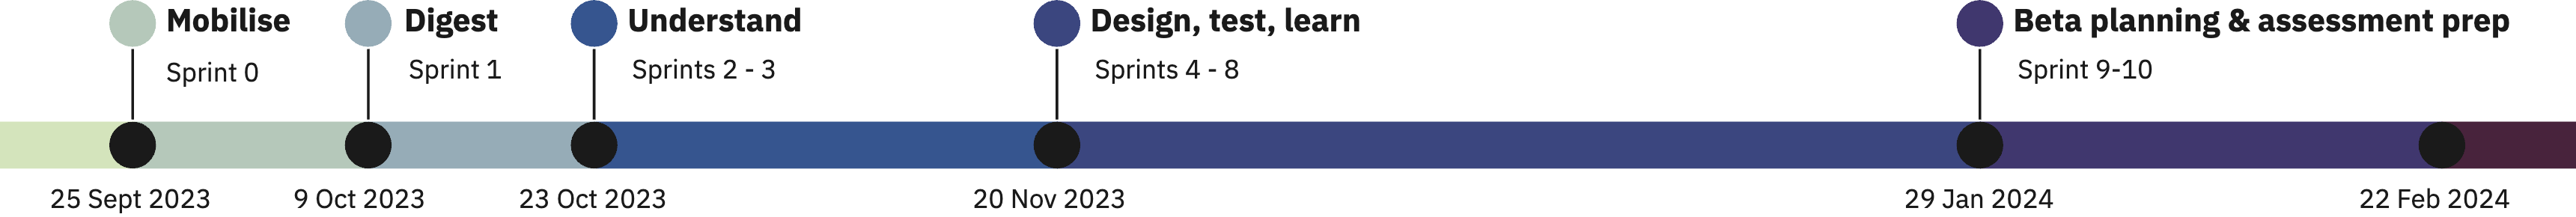 Mobilise
Sprint 0
Digest
Sprint 1
Understand
Sprints 2 - 3
Design, test, learn
Sprints 4 - 8
Beta planning & assessment prep
Sprint 9-10
25 Sept 2023
9 Oct 2023
23 Oct 2023
20 Nov 2023
29 Jan 2024
22 Feb 2024